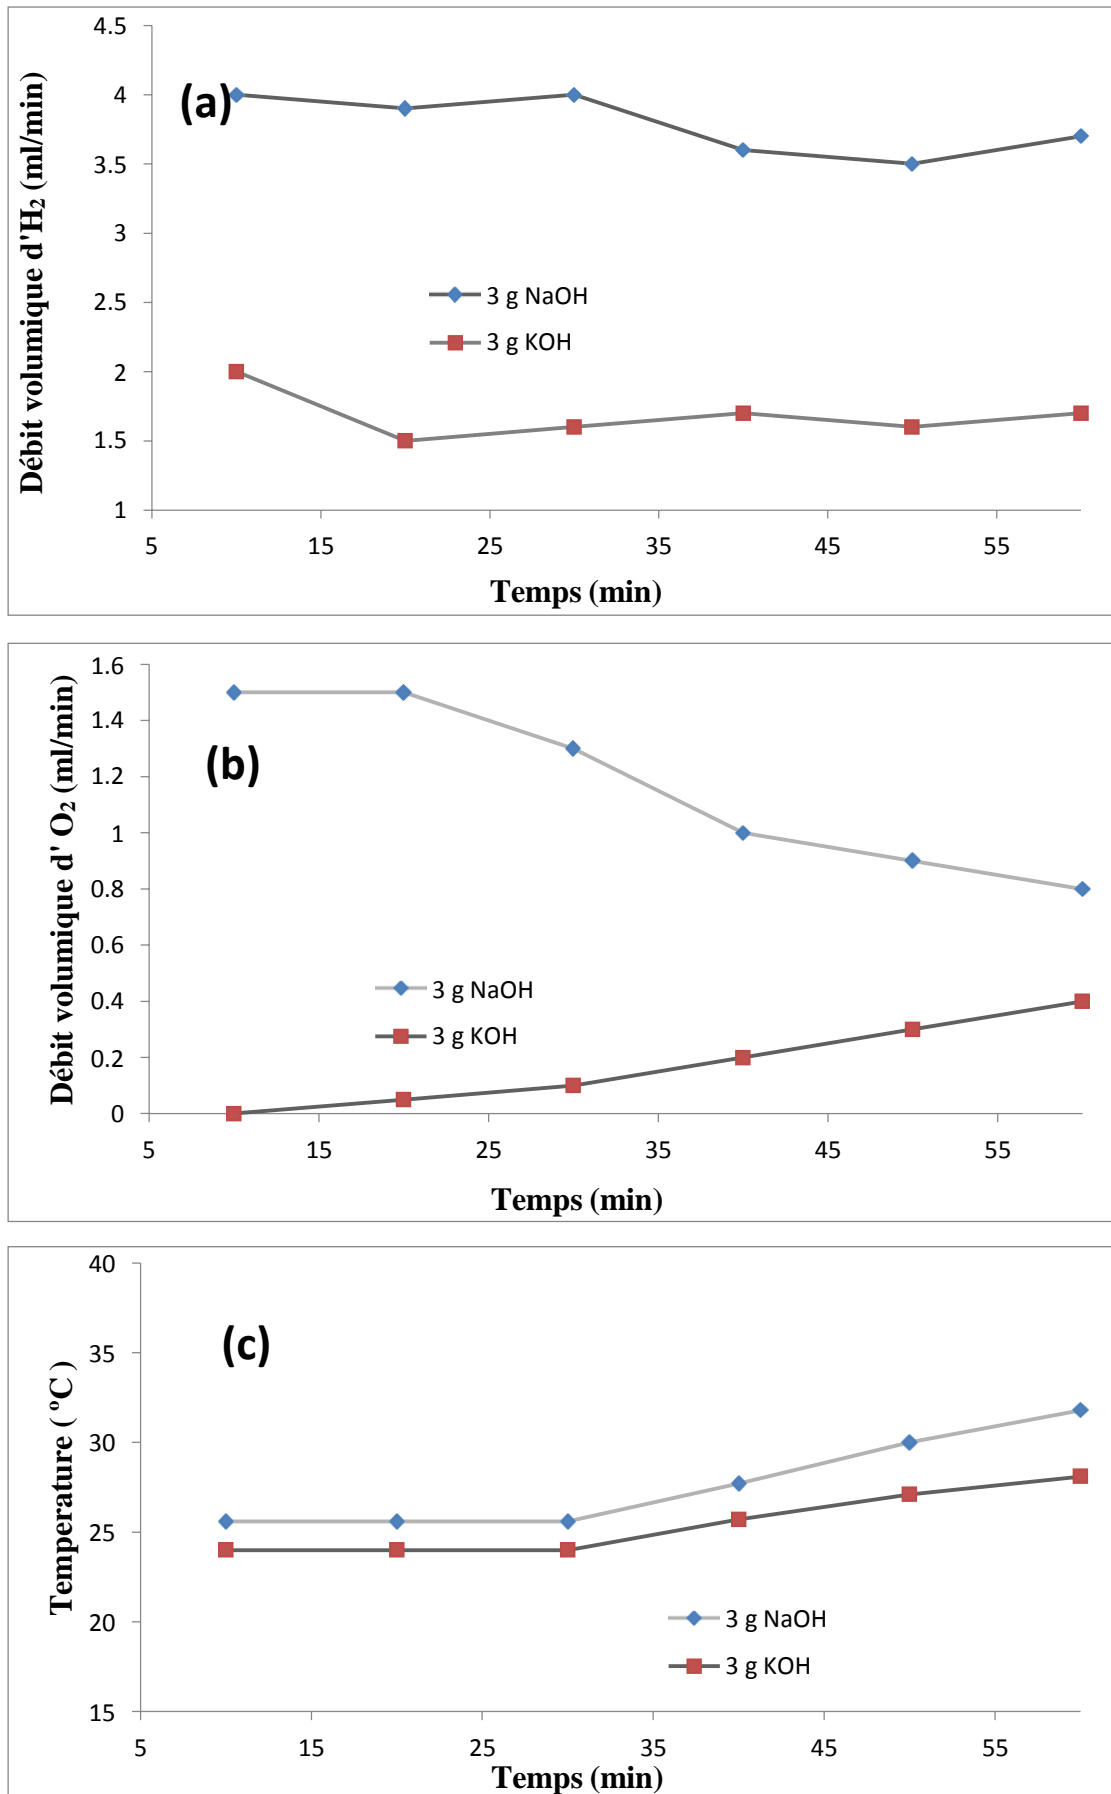 Débit volumique d'H₂ (ml/min)
(a)
4.5
4
3.5
3
2.5
2
1.5
1
3 g NaOH
3 g KOH
5 15 25 35 45 55
Temps (min)
Débit volumique d' O₂ (ml/min)
(b)
1.6
1.4
1.2
1
0.8
0.6
0.4
0.2
0
3 g NaOH
3 g KOH
5 15 25 35 45 55
Temps (min)
Temperature ( ºC )
(c)
40
35
30
25
20
15
3 g NaOH
3 g KOH
5 15 25 35 45 55
Temps (min)